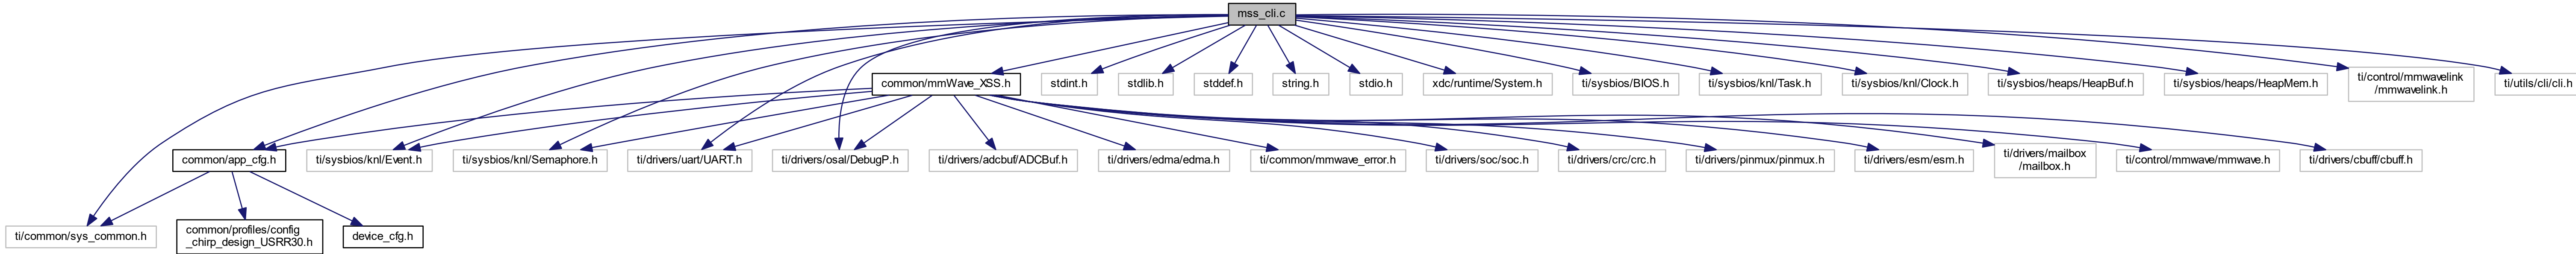 mss_cli.c
common/mmWave_XSS.h
stdint.h
stdlib.h
stddef.h
string.h
stdio.h
xdc/runtime/System.h
ti/sysbios/BIOS.h
ti/sysbios/knl/Task.h
ti/sysbios/knl/Clock.h
ti/sysbios/heaps/HeapBuf.h
ti/sysbios/heaps/HeapMem.h
ti/control/mmwavelink
/mmwavelink.h
ti/utils/cli/cli.h
common/app_cfg.h
ti/sysbios/knl/Event.h
ti/sysbios/knl/Semaphore.h
ti/drivers/uart/UART.h
ti/drivers/osal/DebugP.h
ti/drivers/adcbuf/ADCBuf.h
ti/drivers/edma/edma.h
ti/common/mmwave_error.h
ti/drivers/soc/soc.h
ti/drivers/crc/crc.h
ti/drivers/pinmux/pinmux.h
ti/drivers/esm/esm.h
ti/drivers/mailbox
/mailbox.h
ti/control/mmwave/mmwave.h
ti/drivers/cbuff/cbuff.h
ti/common/sys_common.h
common/profiles/config
_chirp_design_USRR30.h
device_cfg.h